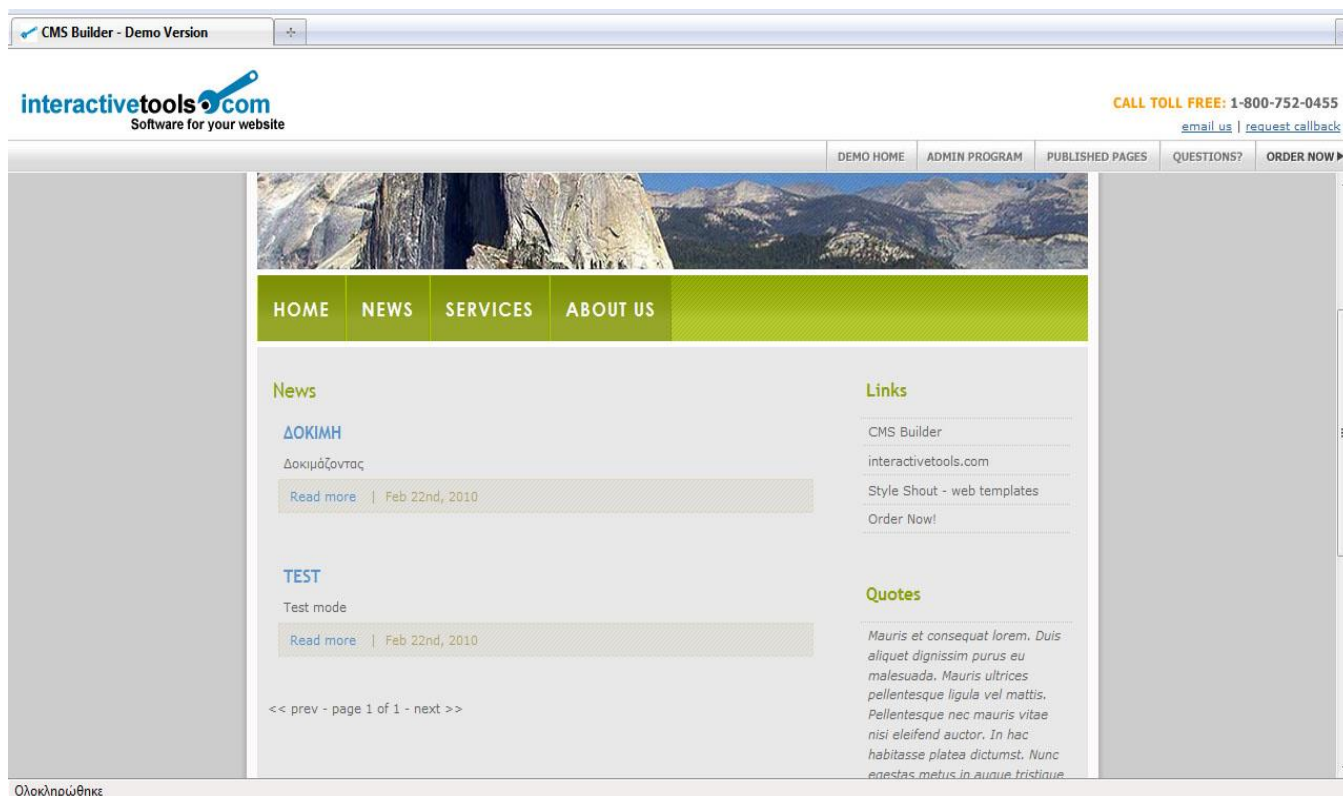 CMS Builder - Demo Version
interactivetools.com
Software for your website
CALL TOLL FREE: 1-800-752-0455
email us | request callback
DEMO HOME ADMIN PROGRAM PUBLISHED PAGES QUESTIONS? ORDER NOW
HOME NEWS SERVICES ABOUT US
News
ΔΟΚΙΜΗ
Δοκιμάζοντας
Read more | Feb 22nd, 2010
TEST
Test mode
Read more | Feb 22nd, 2010
<< prev - page 1 of 1 - next >>
Links
CMS Builder
interactivetools.com
Style Shout - web templates
Order Now!
Quotes
Mauris et consequat lorem. Duis
aliquet dignissim purus eu
malesuada. Mauris ultrices
pellentesque ligula vel mattis.
Pellentesque nec mauris vitae
nisi eleifend auctor. In hac
habitasse platea dictumst. Nunc
egestas metus in augue tristique
Ολοκληρώθηκε